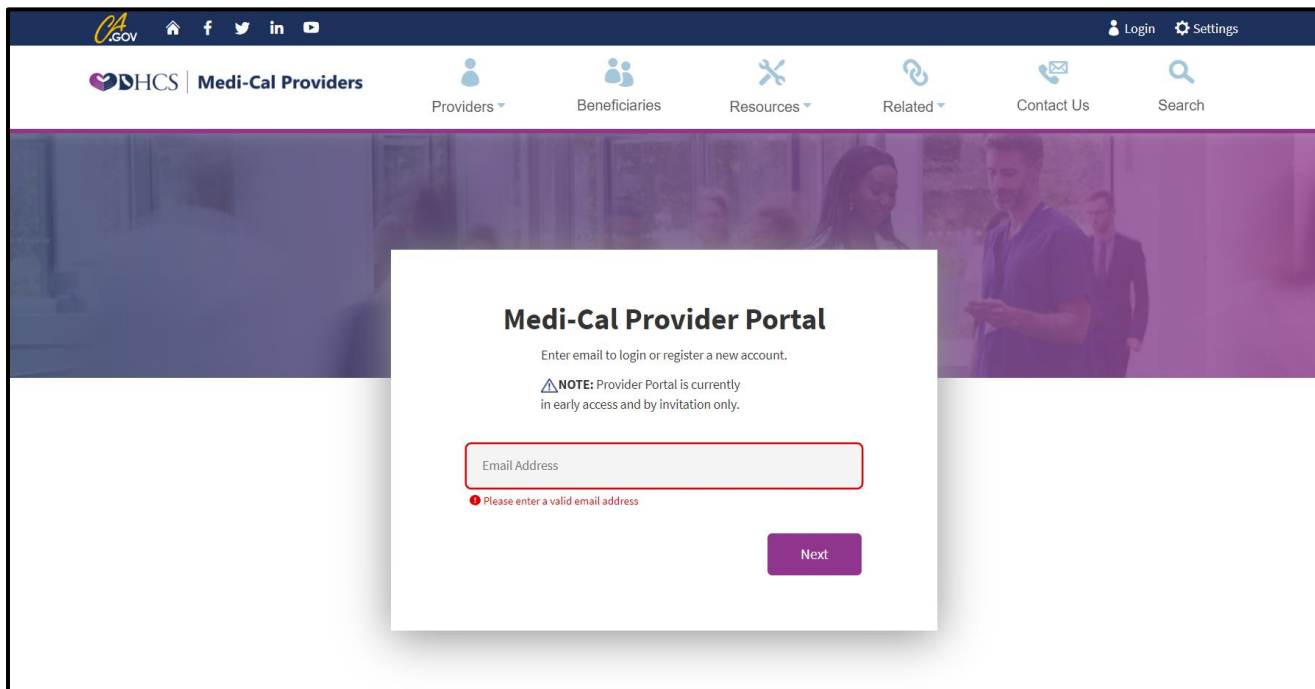 CA.GOV f in Login Settings
DHCS | Medi-Cal Providers
Providers Beneficiaries Resources Related Contact Us Search
Medi-Cal Provider Portal
Enter email to login or register a new account.
NOTE: Provider Portal is currently
in early access and by invitation only.
Email Address
Please enter a valid email address
Next